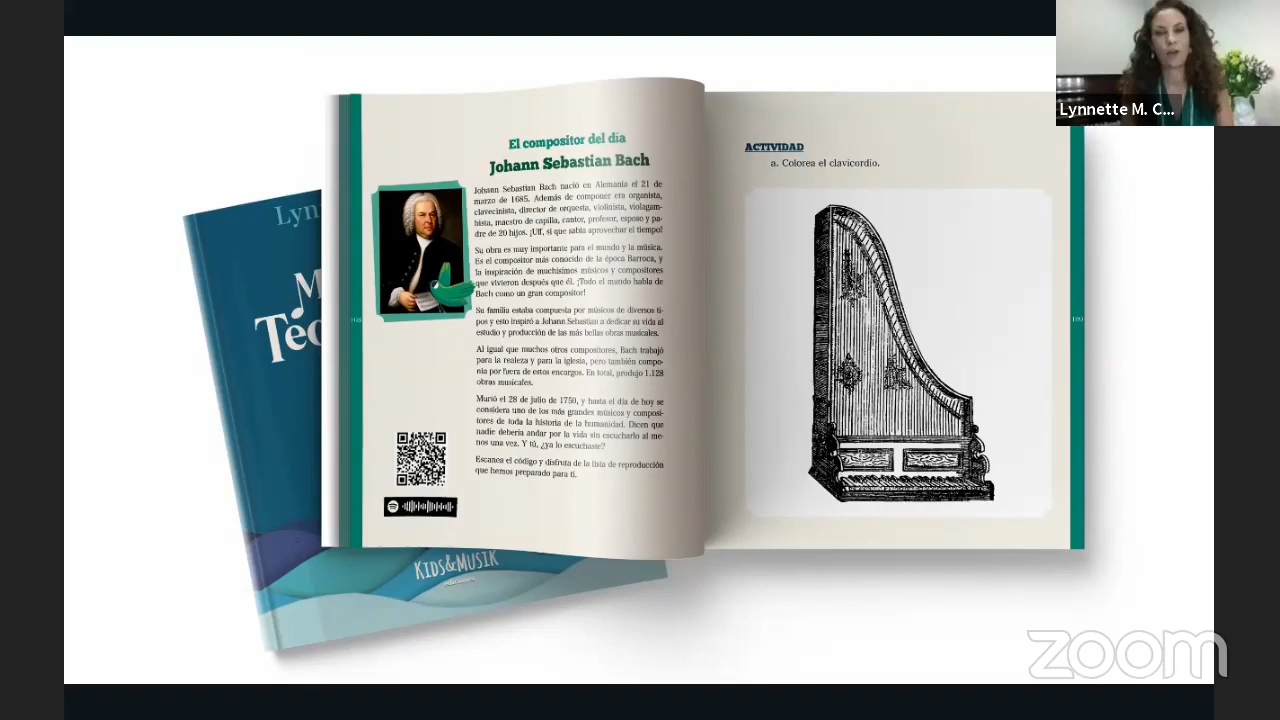 Lynnette M. C...
El compositor del día
Johann Sebastian Bach
Johann Sebastian Bach nació en Alemania el 21 de
marzo de 1685. Además de componer era organista,
clavecinista, director de orquesta, violinista, violagam-
bista, maestro de capilla, cantor, profesor, esposo y pa-
dre de 20 hijos. ¡Uff, sí que sabía aprovechar el tiempo!
Su obra es muy importante para el mundo y la música.
Es el compositor más conocido de la época Barroca, y
la inspiración de muchísimos músicos y compositores
que vivieron después que él. ¡Todo el mundo habla de
Bach como un gran compositor!
Su familia estaba compuesta por músicos de diversos ti-
pos y esto inspiró a Johann Sebastian a dedicar su vida al
estudio y producción de las más bellas obras musicales.
Al igual que muchos otros compositores, Bach trabajó
para la realeza y para la iglesia, pero también compo-
nía por fuera de estos encargos. En total, produjo 1.128
obras musicales.
Murió el 28 de julio de 1750, y hasta el día de hoy se
considera uno de los más grandes músicos y composi-
tores de toda la historia de la humanidad. Dicen que
nadie debería andar por la vida sin escucharlo al me-
nos una vez. Y tú, ¿ya lo escuchaste?
Escanea el código y disfruta de la lista de reproducción
que hemos preparado para ti.
168
ACTIVIDAD
a. Colorea el clavicordio.
169
Lyn
M
Teo
KIDS&MUSIK
zoom